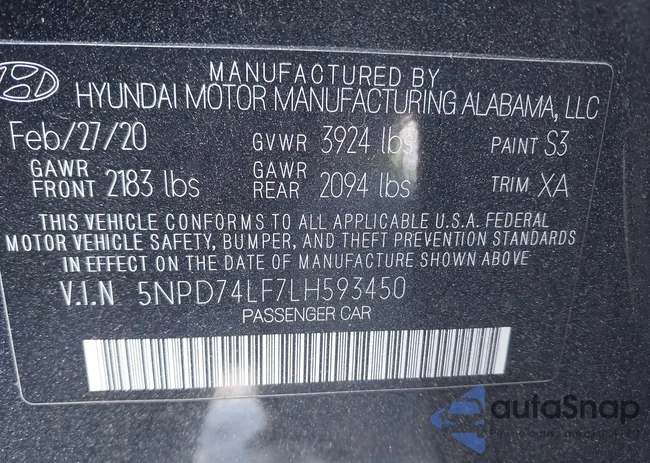 MANUFACTURED BY
HYUNDAI MOTOR MANUFACTURING ALABAMA, LLC
Feb/27/20 GVWR 3924 lbs PAINT S3
GAWR FRONT 2183 lbs GAWR REAR 2094 lbs TRIM XA
THIS VEHICLE CONFORMS TO ALL APPLICABLE U.S.A. FEDERAL
MOTOR VEHICLE SAFETY, BUMPER, AND THEFT PREVENTION STANDARDS
IN EFFECT ON THE DATE OF MANUFACTURE SHOWN ABOVE.
V.I.N 5NPD74LF7LH593450
PASSENGER CAR
autaSnap